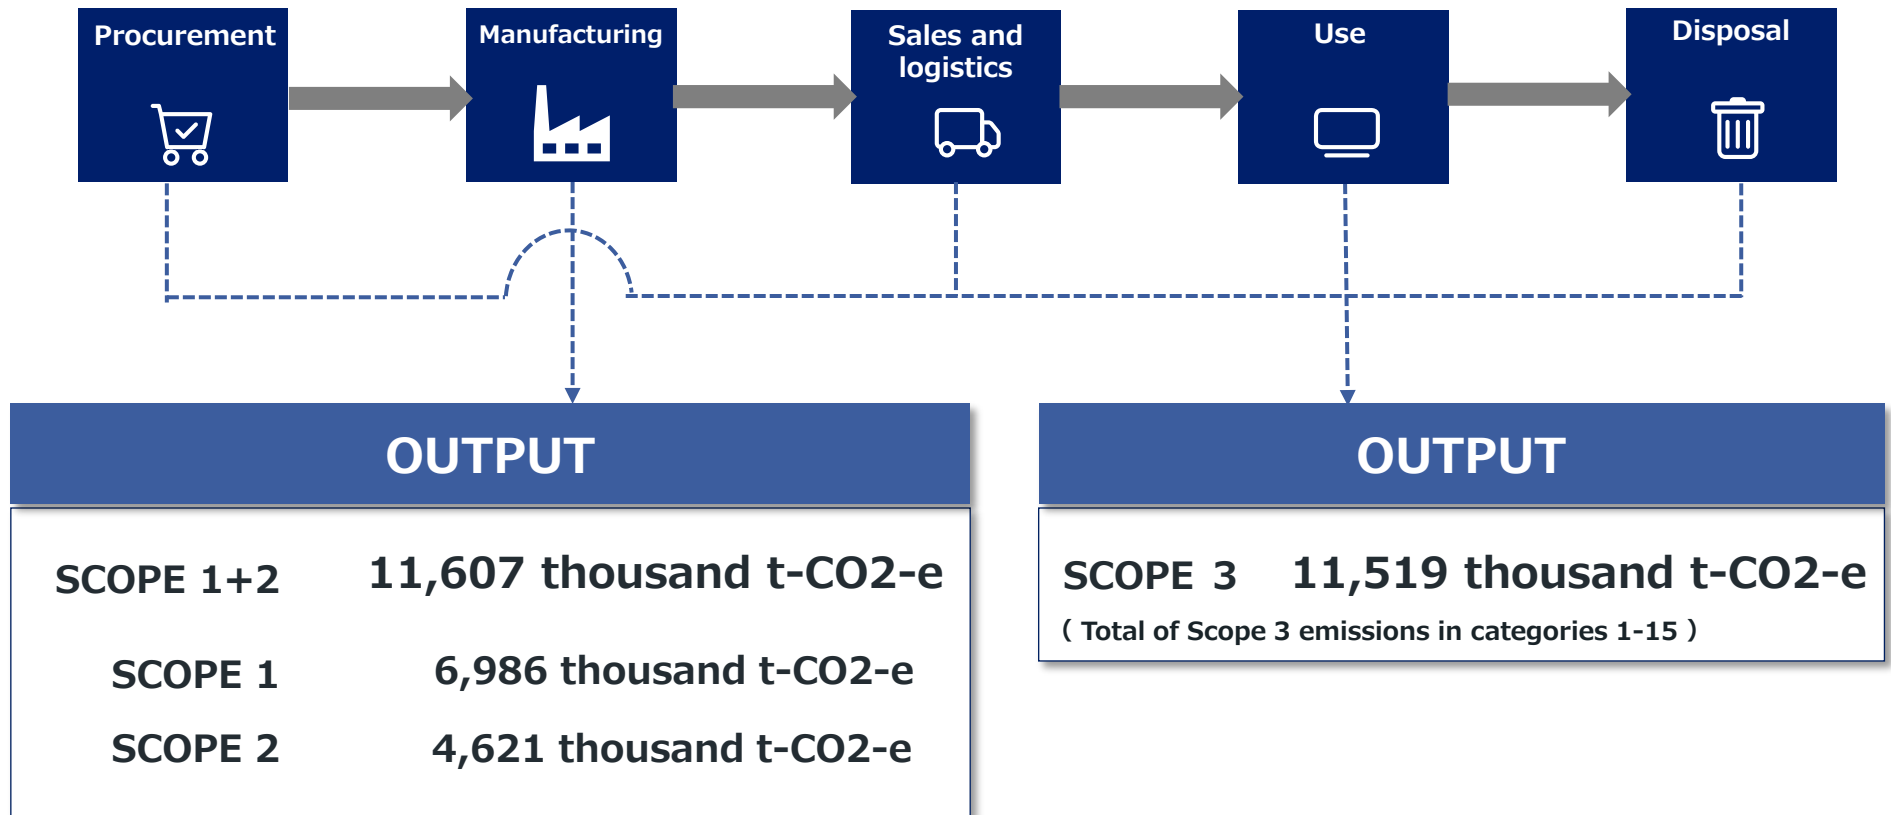 Procurement
Manufacturing
Sales and
logistics
Use
Disposal
OUTPUT
SCOPE 1+2 11,607 thousand t-CO2-e
SCOPE 1 6,986 thousand t-CO2-e
SCOPE 2 4,621 thousand t-CO2-e
OUTPUT
SCOPE 3 11,519 thousand t-CO2-e
( Total of Scope 3 emissions in categories 1-15 )